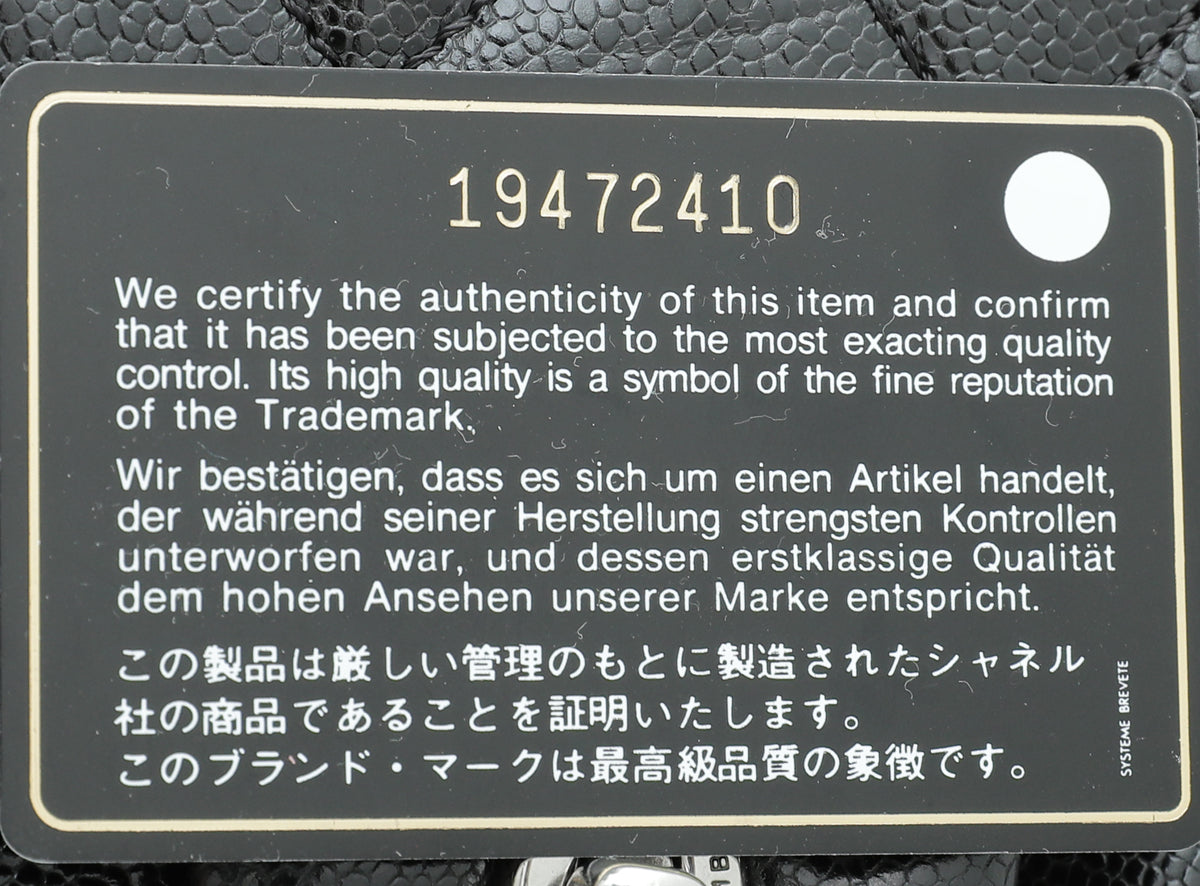 19472410
We certify the authenticity of this item and confirm
that it has been subjected to the most exacting quality
control. Its high quality is a symbol of the fine reputation
of the Trademark.
Wir bestätigen, dass es sich um einen Artikel handelt,
der während seiner Herstellung strengsten Kontrollen
unterworfen war, und dessen erstklassige Qualität
dem hohen Ansehen unserer Marke entspricht.
この製品は厳しい管理のもとに製造されたシャネル
社の商品であることを証明いたします。
このブランド・マークは最高級品質の象徴です。
SYSTEME BREVETE